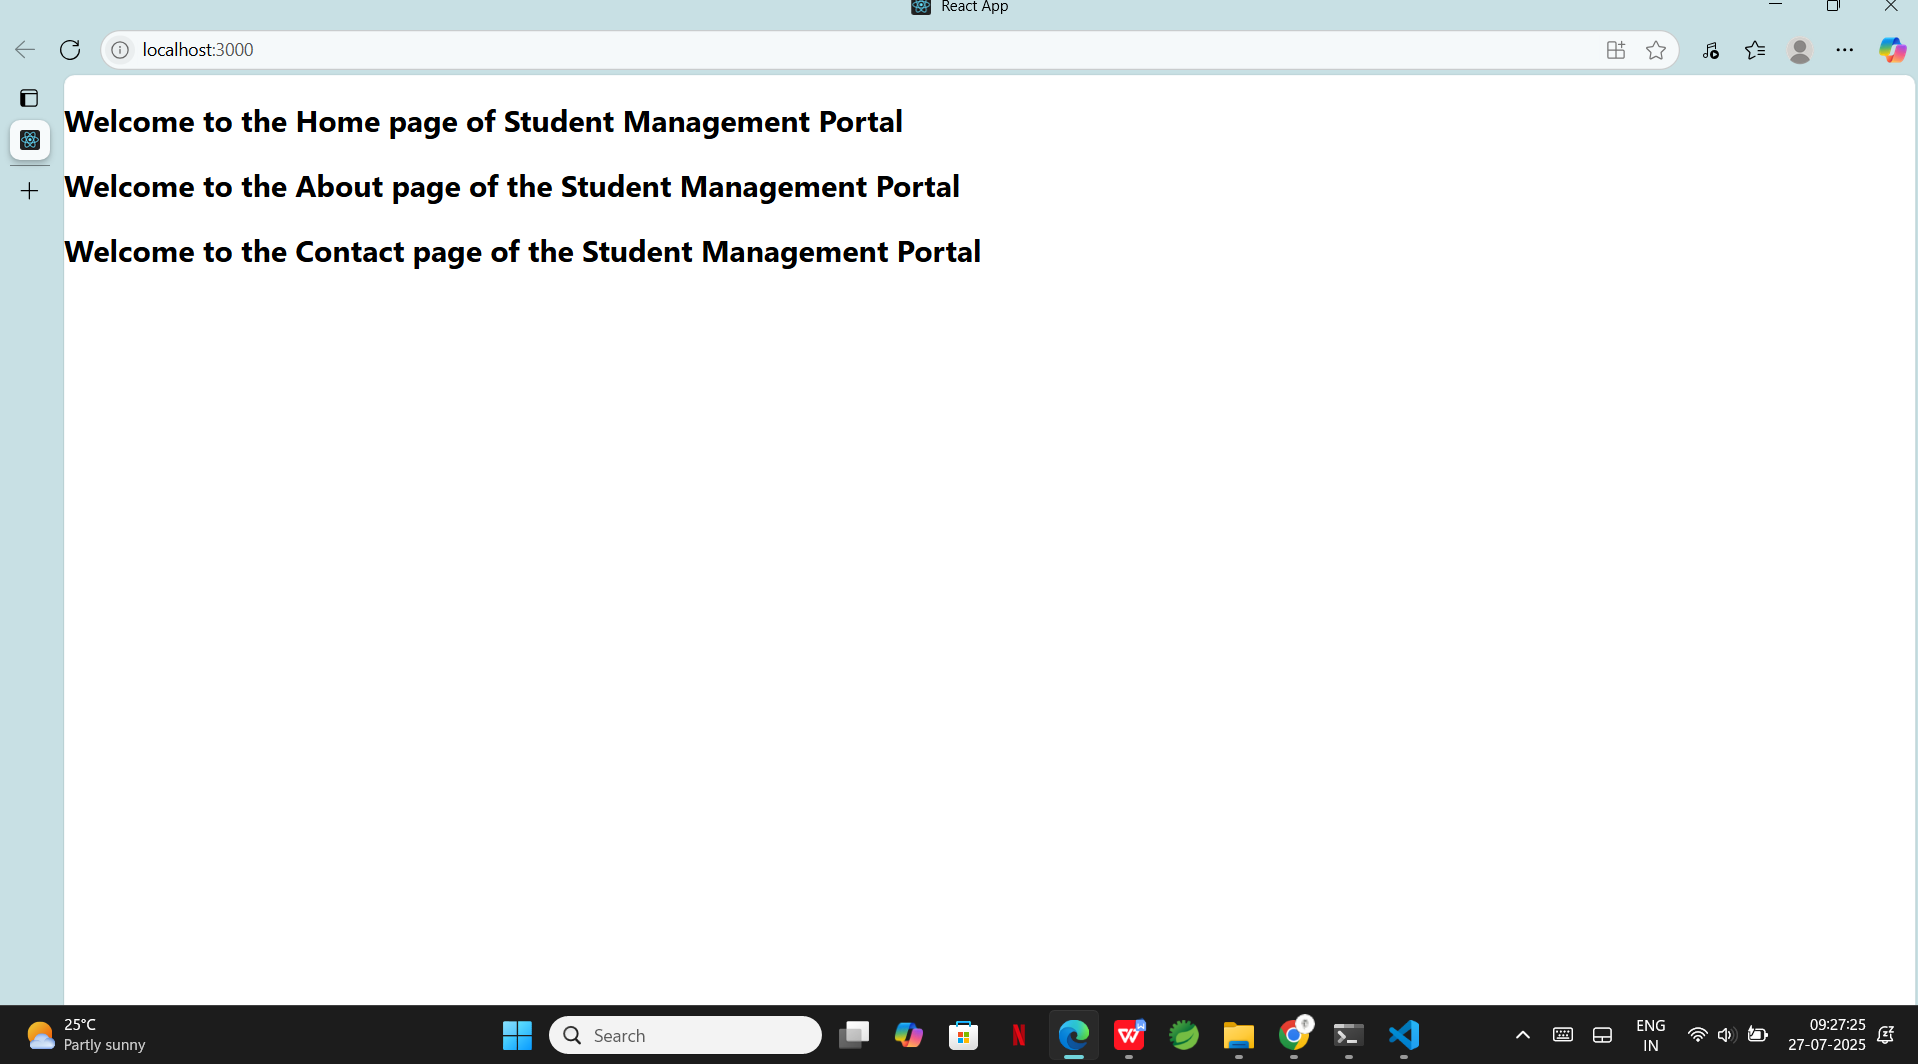 React App
localhost:3000
Welcome to the Home page of Student Management Portal
Welcome to the About page of the Student Management Portal
Welcome to the Contact page of the Student Management Portal
25°C
Partly sunny
Search
ENG
IN
09:27:25
27-07-2025